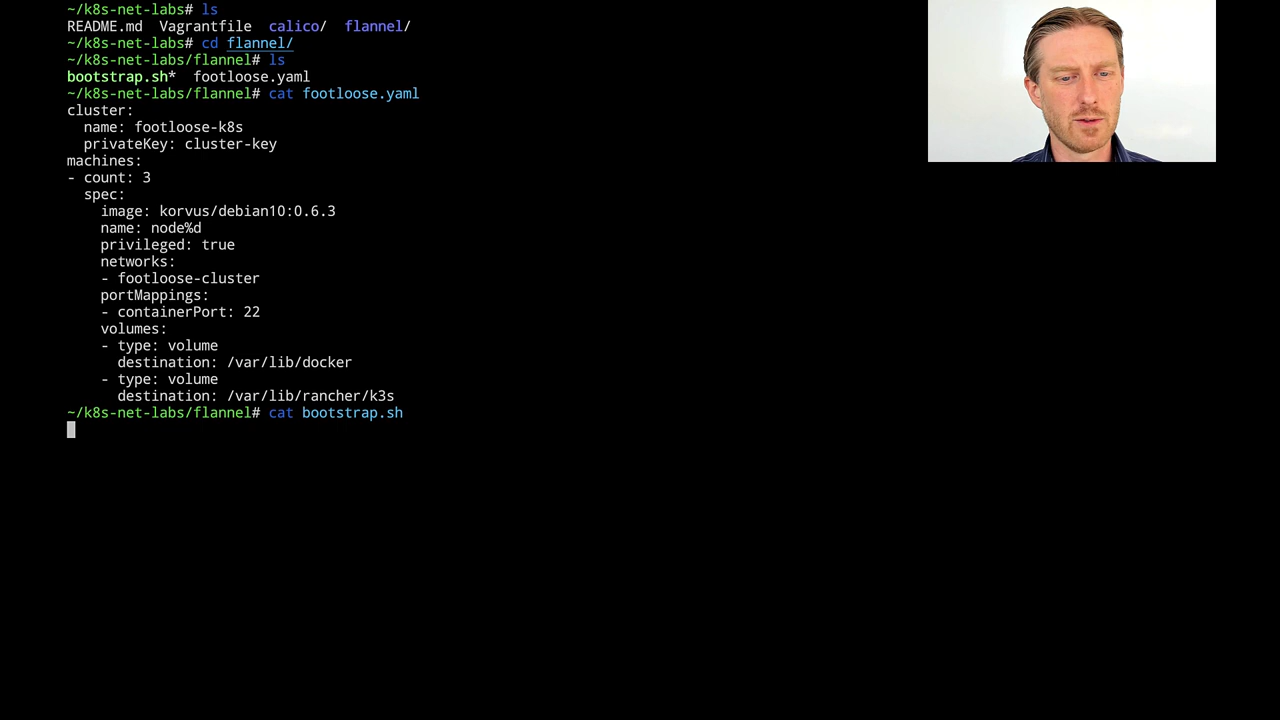 ~/k8s-net-labs# ls
README.md  Vagrantfile  calico/  flannel/
~/k8s-net-labs# cd flannel/
~/k8s-net-labs/flannel# ls
bootstrap.sh*  footloose.yaml
~/k8s-net-labs/flannel# cat footloose.yaml
cluster:
  name: footloose-k8s
  privateKey: cluster-key
machines:
- count: 3
  spec:
    image: korvus/debian10:0.6.3
    name: node%d
    privileged: true
    networks:
    - footloose-cluster
    portMappings:
    - containerPort: 22
    volumes:
    - type: volume
      destination: /var/lib/docker
    - type: volume
      destination: /var/lib/rancher/k3s
~/k8s-net-labs/flannel# cat bootstrap.sh